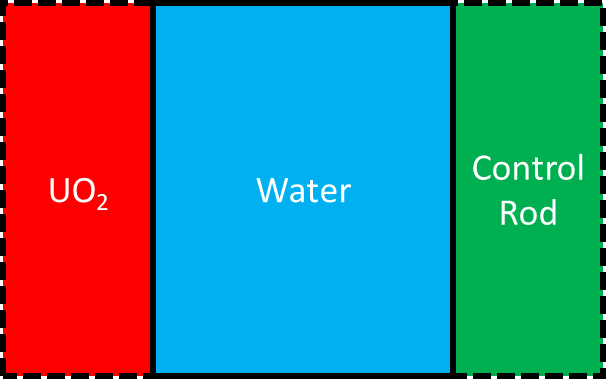 UO₂
Water
Control
Rod